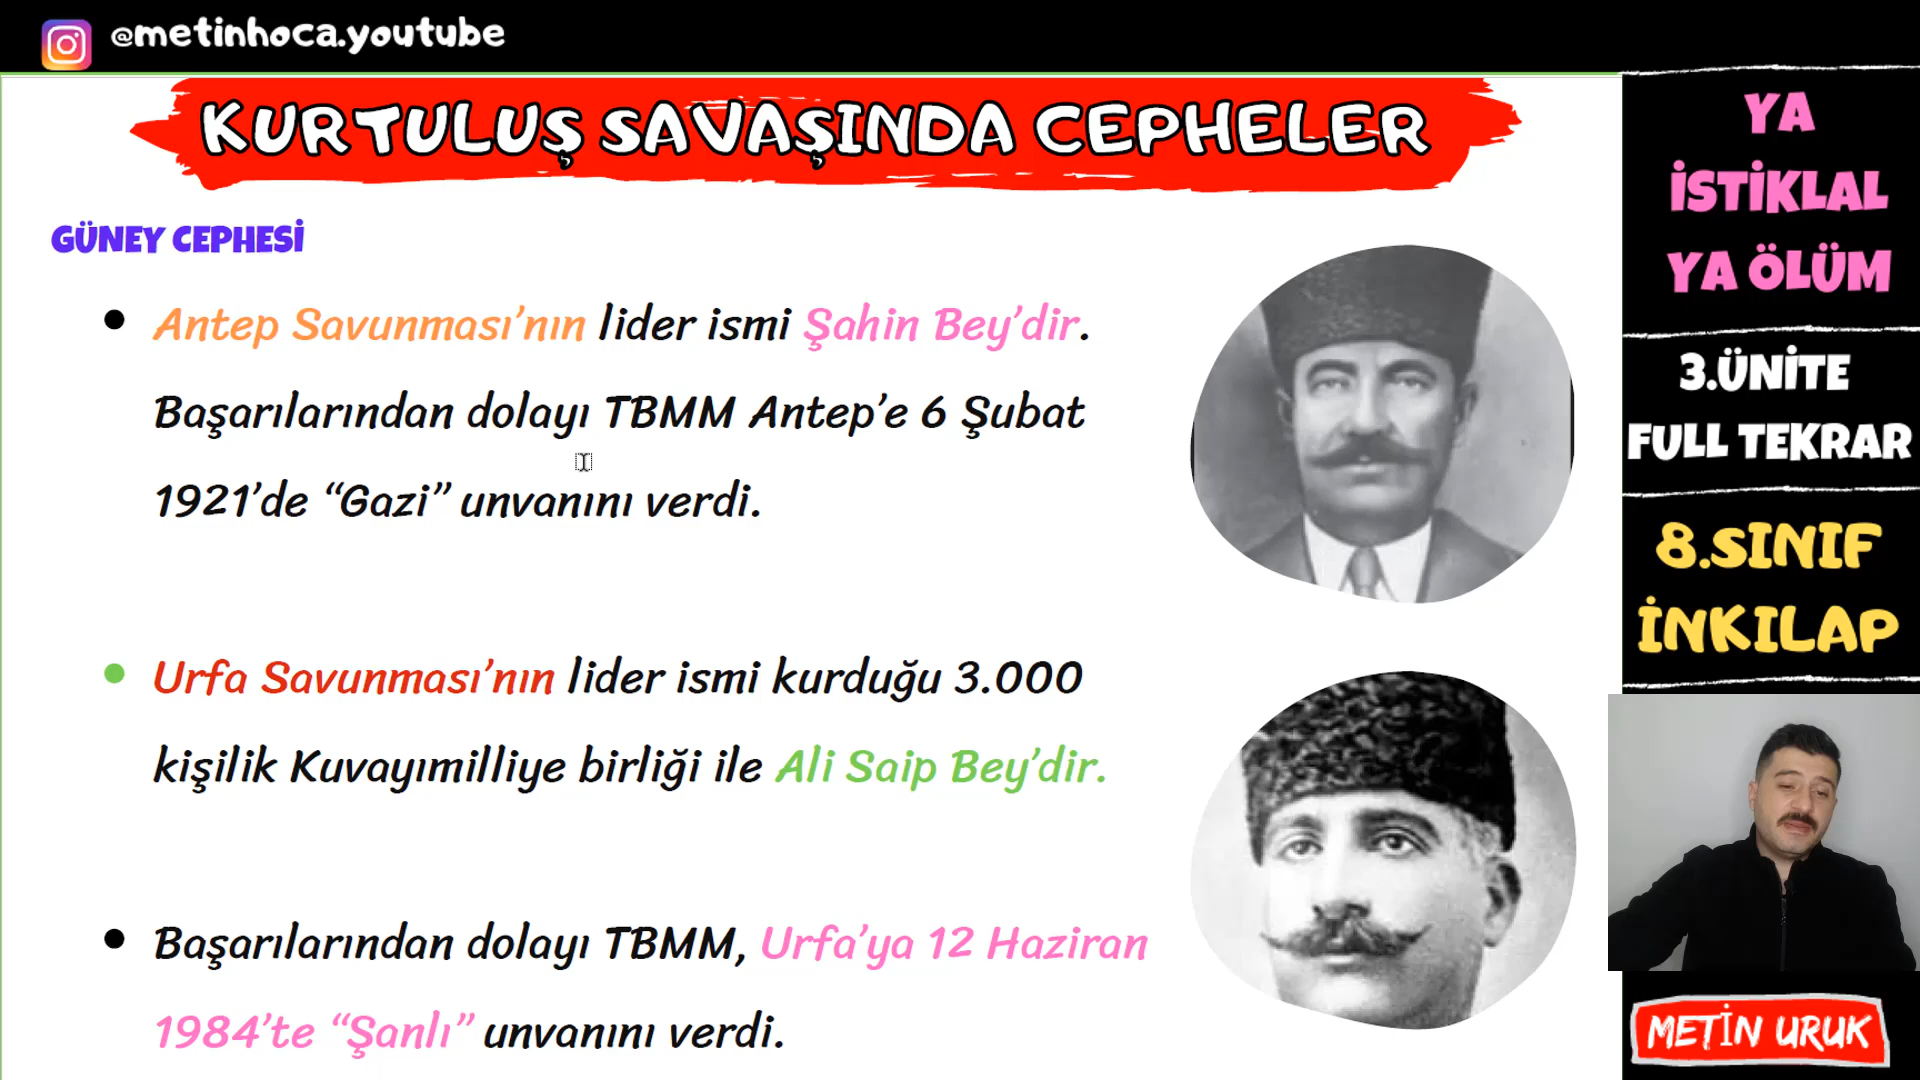 @metinhoca.youtube
KURTULUŞ SAVAŞINDA CEPHELER
GÜNEY CEPHESİ
Antep Savunması’nın lider ismi Şahin Bey’dir.
Başarılarından dolayı TBMM Antep’e 6 Şubat
1921’de “Gazi” unvanını verdi.
Urfa Savunması’nın lider ismi kurduğu 3.000
kişilik Kuvayımilliye birliği ile Ali Saip Bey’dir.
Başarılarından dolayı TBMM, Urfa’ya 12 Haziran
1984’te “Şanlı” unvanını verdi.
YA
İSTİKLAL
YA ÖLÜM
3.ÜNİTE
FULL TEKRAR
8.SINIF
İNKILAP
METİN URUK